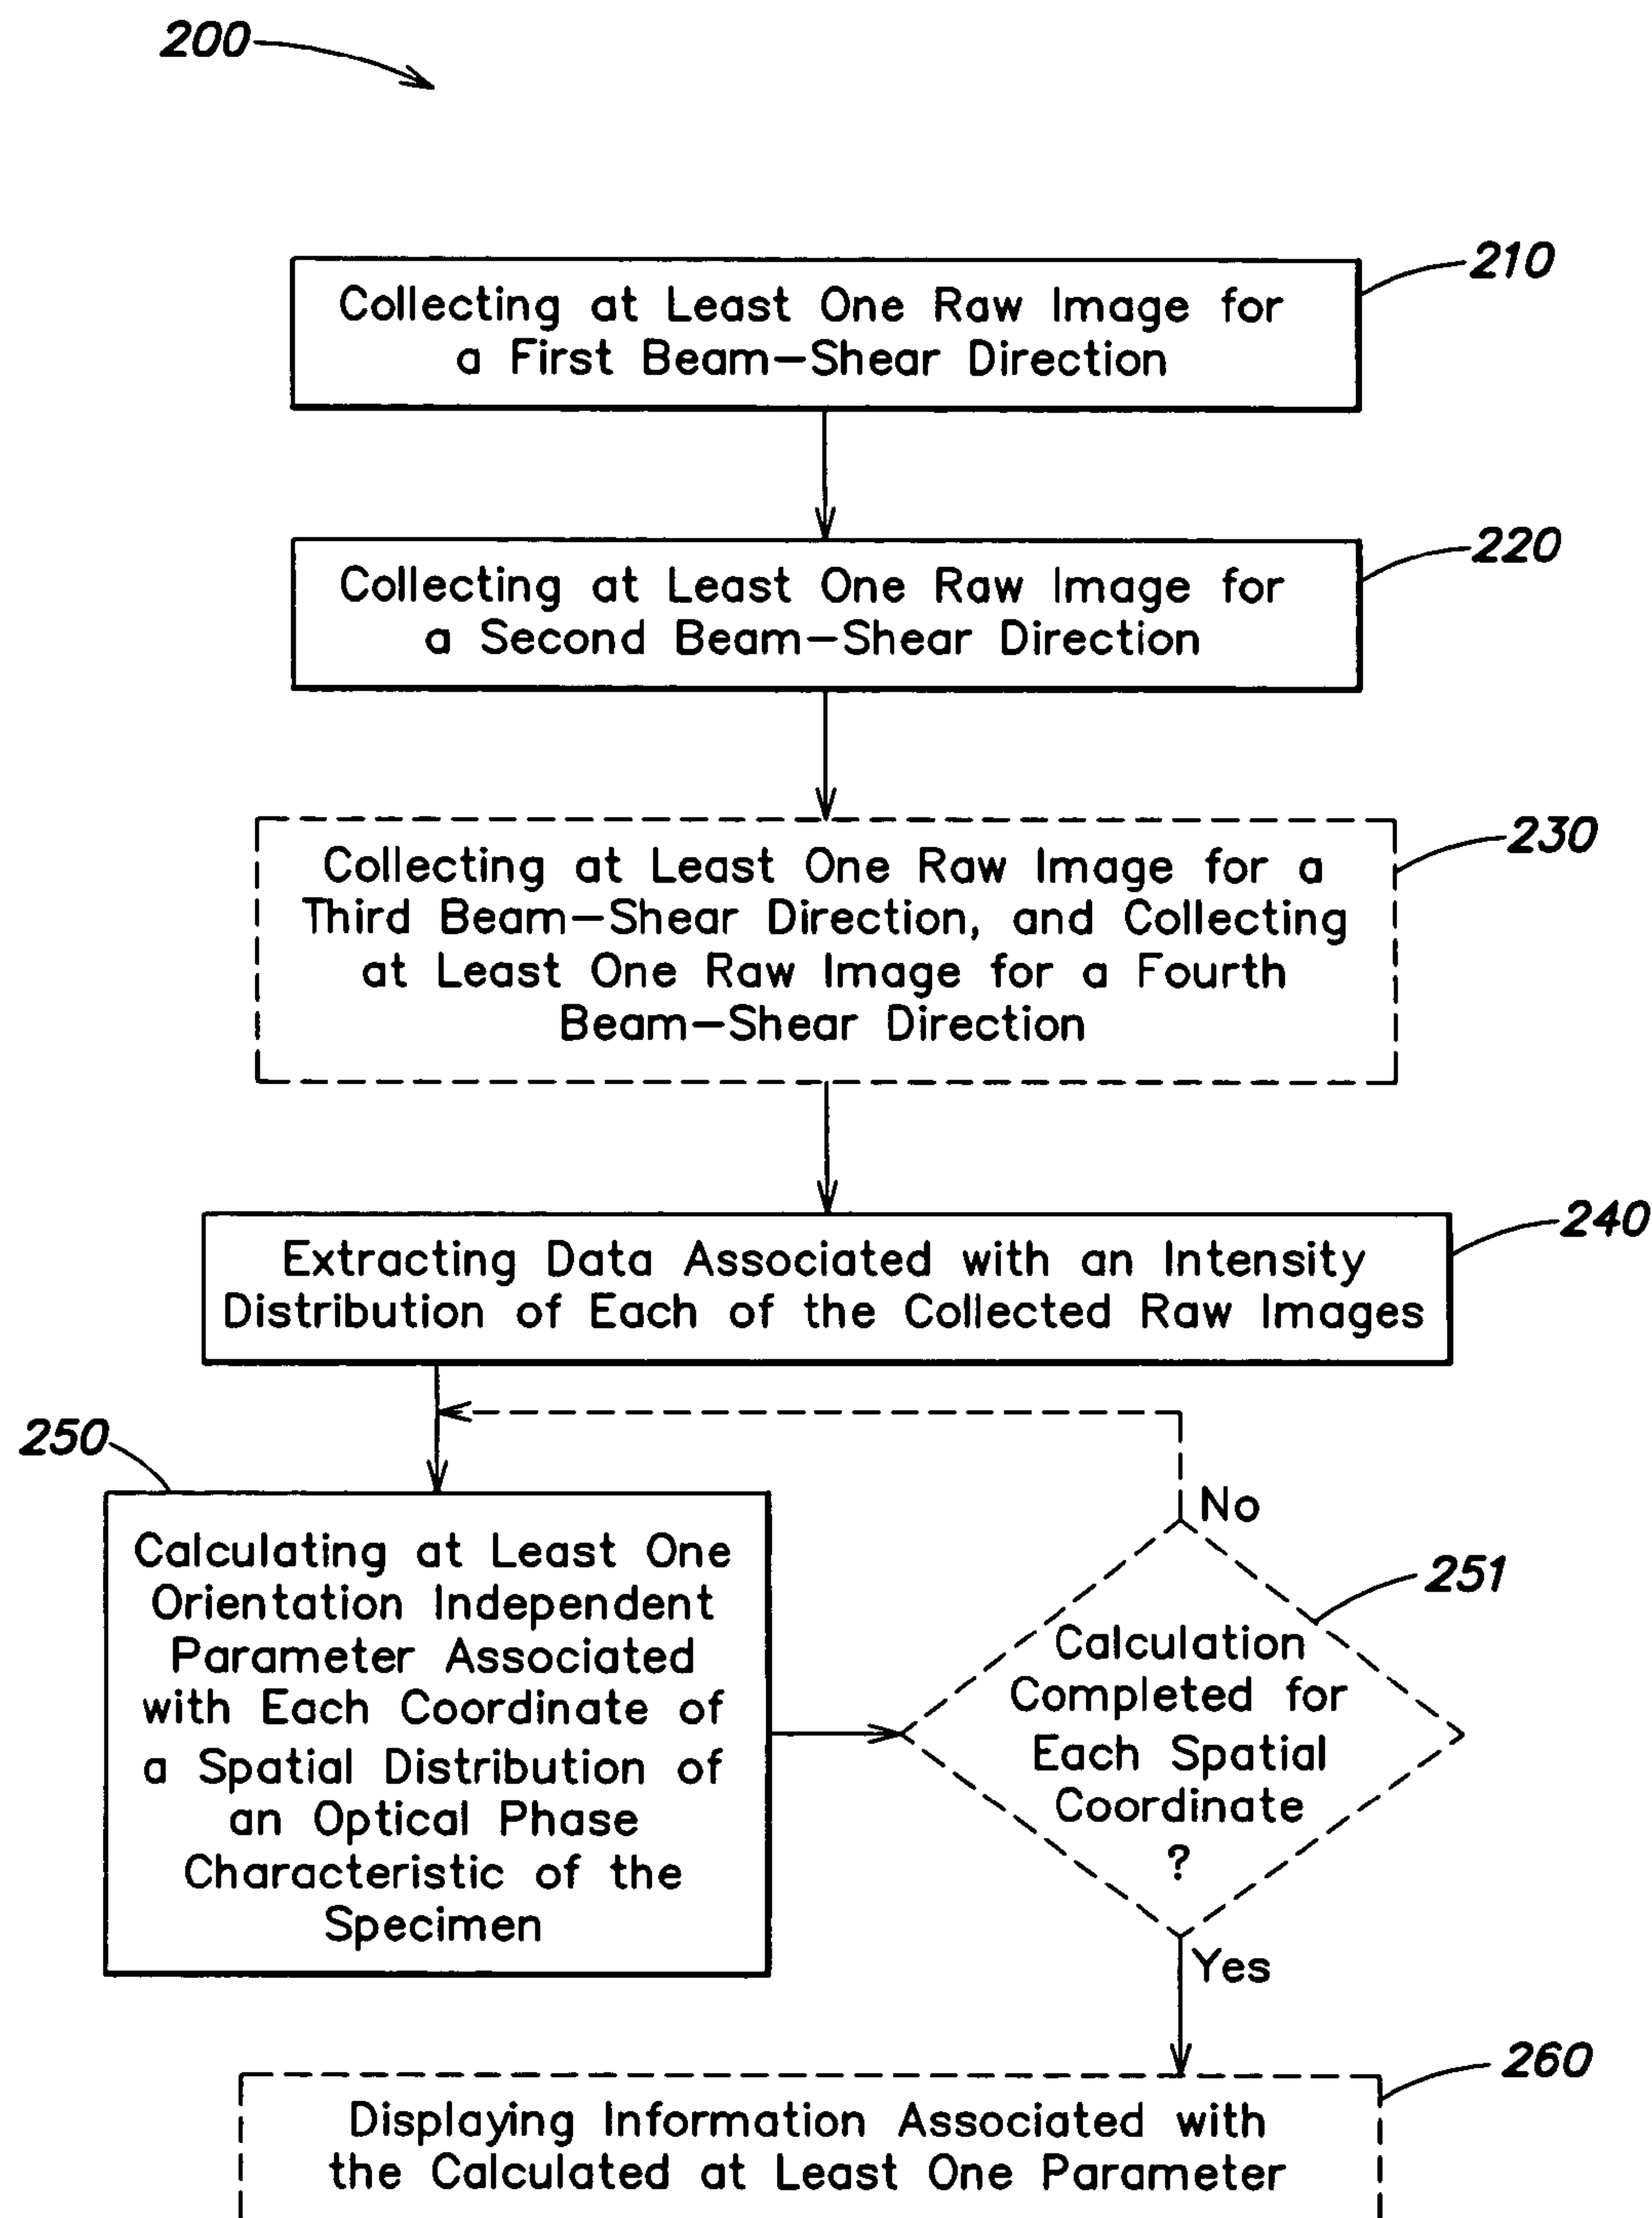 200
210
Collecting at Least One Raw Image for
a First Beam-Shear Direction
220
Collecting at Least One Raw Image for
a Second Beam-Shear Direction
230
Collecting at Least One Raw Image for a
Third Beam-Shear Direction, and Collecting
at Least One Raw Image for a Fourth
Beam-Shear Direction
240
Extracting Data Associated with an Intensity
Distribution of Each of the Collected Raw Images
250
Calculating at Least One
Orientation Independent
Parameter Associated
with Each Coordinate of
a Spatial Distribution of
an Optical Phase
Characteristic of the
Specimen
No
251
Calculation
Completed for
Each Spatial
Coordinate
?
Yes
260
Displaying Information Associated with
the Calculated at Least One Parameter